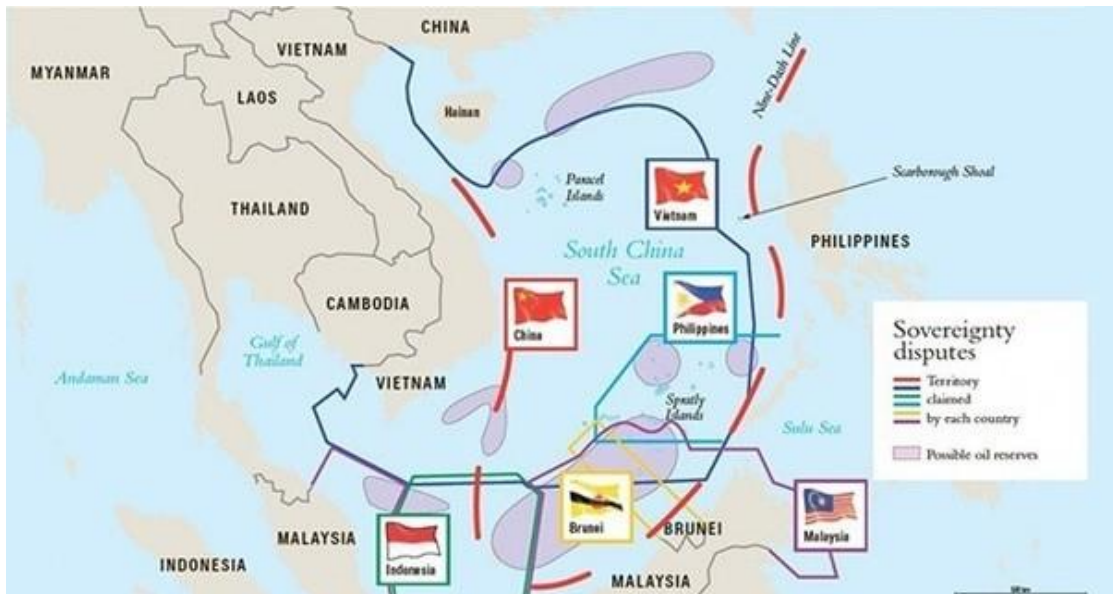 CHINA
VIETNAM
MYANMAR
LAOS
Hainan
Nine-Dash Line
Paracel
Islands
Scarborough Shoal
Vietnam
THAILAND
PHILIPPINES
South China
Sea
CAMBODIA
China
Philippines
Gulf of
Thailand
Andaman Sea
VIETNAM
Spratly
Islands
Sulu Sea
Sovereignty
disputes
Territory
claimed
by each country
Possible oil reserves
MALAYSIA
INDONESIA
Indonesia
Brunei
BRUNEI
Malaysia
MALAYSIA